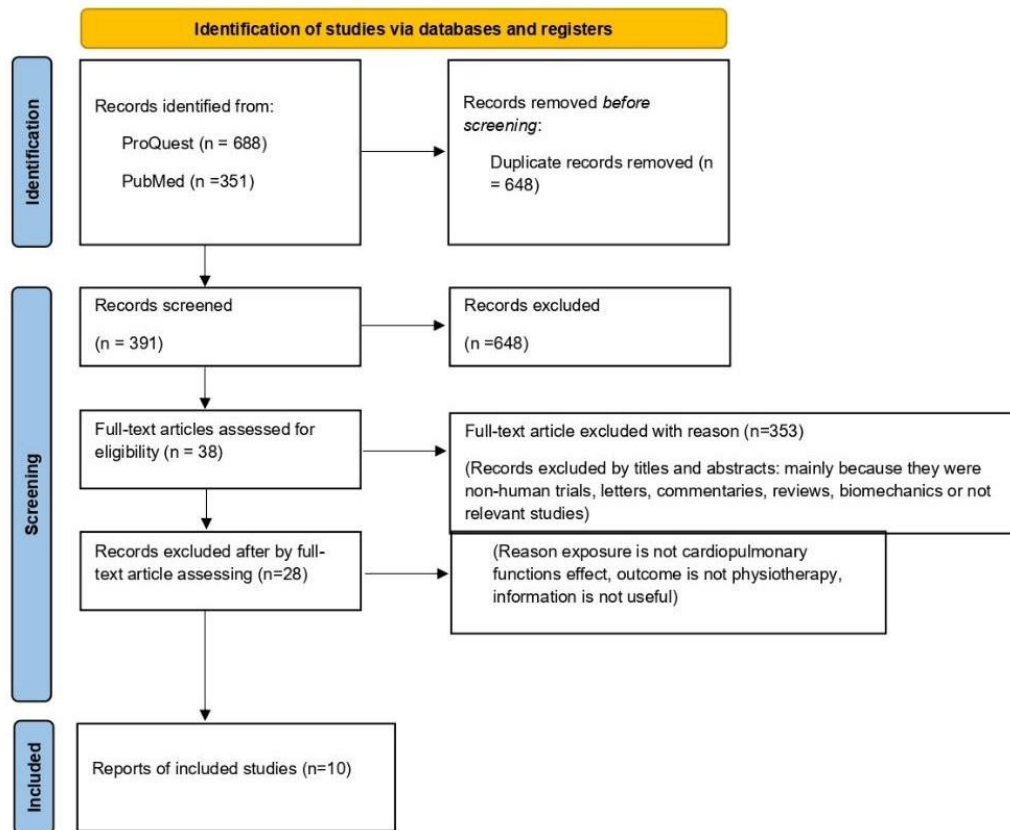 Identification of studies via databases and registers
Identification
Records identified from:
ProQuest (n = 688)
PubMed (n =351)
Records removed before
screening:
Duplicate records removed (n
= 648)
Screening
Records screened
(n = 391)
Records excluded
(n =648)
Full-text articles assessed for
eligibility (n = 38)
Full-text article excluded with reason (n=353)
(Records excluded by titles and abstracts: mainly because they were
non-human trials, letters, commentaries, reviews, biomechanics or not
relevant studies)
Records excluded after by full-
text article assessing (n=28)
(Reason exposure is not cardiopulmonary
functions effect, outcome is not physiotherapy,
information is not useful)
Included
Reports of included studies (n=10)